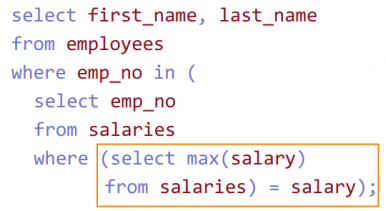 select first_name, last_name
from employees
where emp_no in (
select emp_no
from salaries
where (select max(salary)
from salaries) = salary);